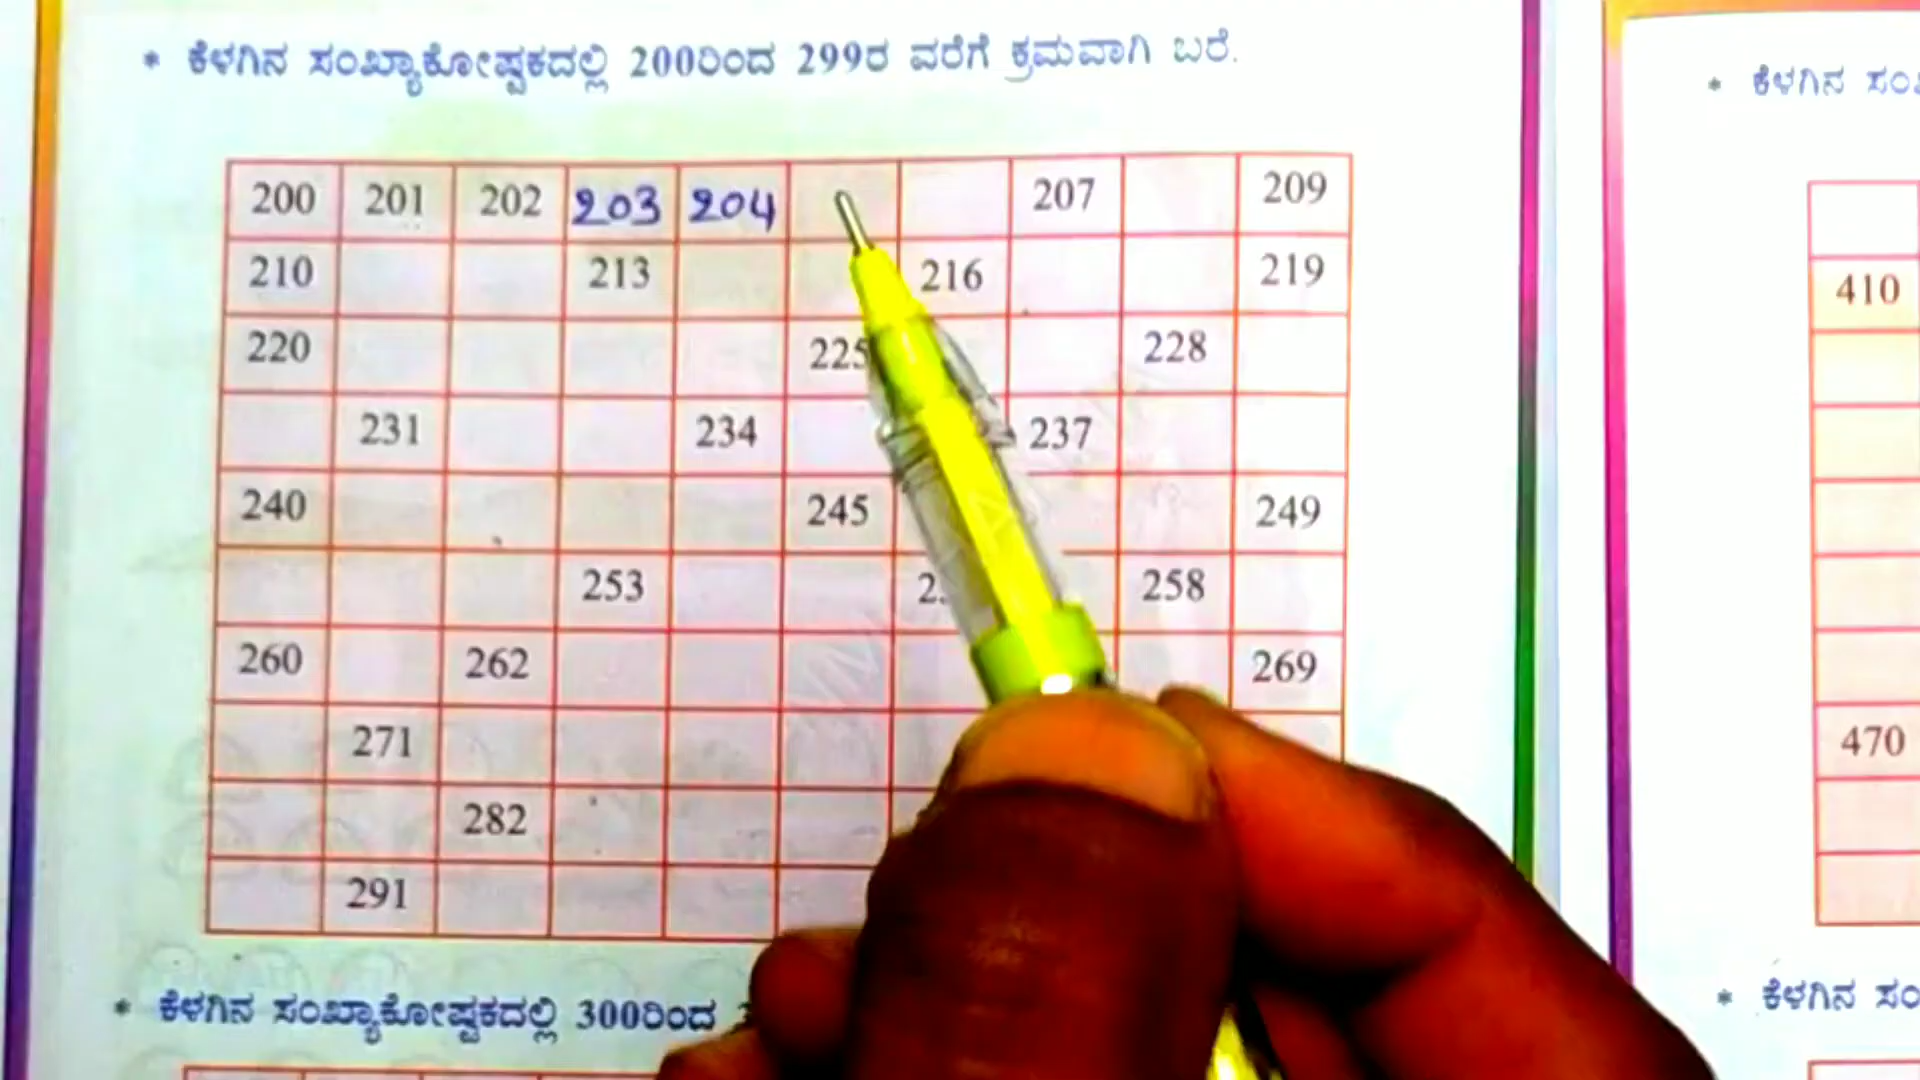 * ಕೆಳಗಿನ ಸಂಖ್ಯಾಕೋಷ್ಟಕದಲ್ಲಿ 200ರಿಂದ 299ರ ವರೆಗೆ ಕ್ರಮವಾಗಿ ಬರೆ.
200 201 202 203 204 207 209
210 213 216 219
220 225 228
231 234 237
240 245 249
253 258
260 262 269
271
282
291
* ಕೆಳಗಿನ ಸಂಖ್ಯಾಕೋಷ್ಟಕದಲ್ಲಿ 300ರಿಂದ
* ಕೆಳಗಿನ
410
470
* ಕೆಳಗಿನ